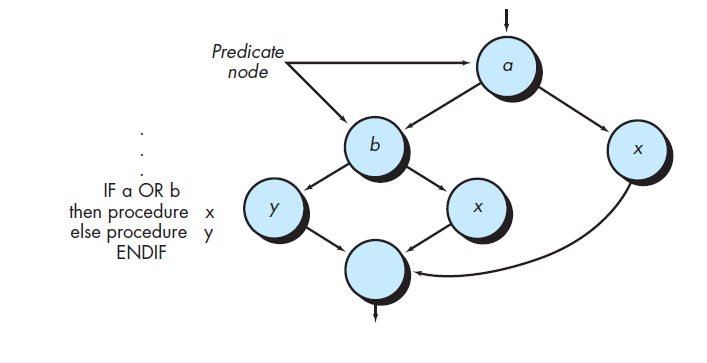 Predicate
node
a
b
x
y
x
.
.
.
IF a OR b
then procedure x
else procedure y
ENDIF